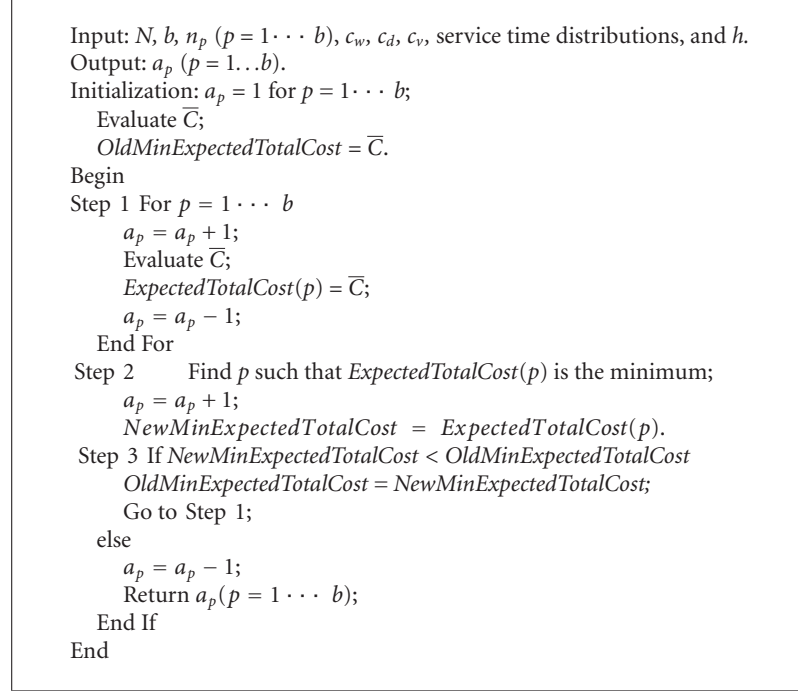 Input: N, b, n_p (p = 1 · · · b), c_w, c_d, c_v, service time distributions, and h.
Output: a_p (p = 1…b).
Initialization: a_p = 1 for p = 1 · · · b;
Evaluate C̅;
OldMinExpectedTotalCost = C̅.
Begin
Step 1 For p = 1 · · · b
a_p = a_p + 1;
Evaluate C̅;
ExpectedTotalCost(p) = C̅;
a_p = a_p − 1;
End For
Step 2 Find p such that ExpectedTotalCost(p) is the minimum;
a_p = a_p + 1;
NewMinExpectedTotalCost = ExpectedTotalCost(p).
Step 3 If NewMinExpectedTotalCost < OldMinExpectedTotalCost
OldMinExpectedTotalCost = NewMinExpectedTotalCost;
Go to Step 1;
else
a_p = a_p − 1;
Return a_p(p = 1 · · · b);
End If
End